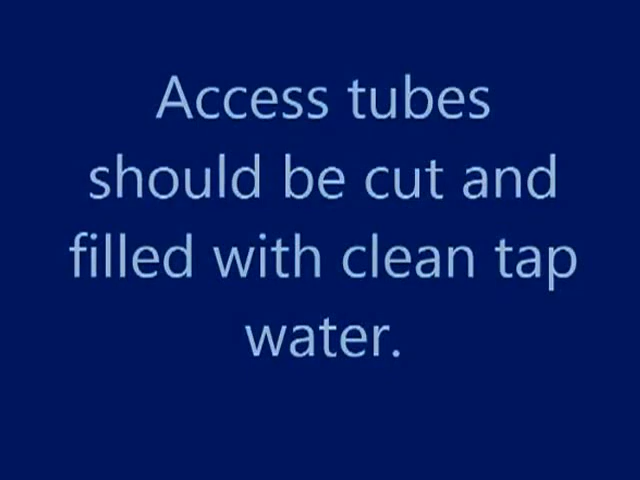 Access tubes
should be cut and
filled with clean tap
water.